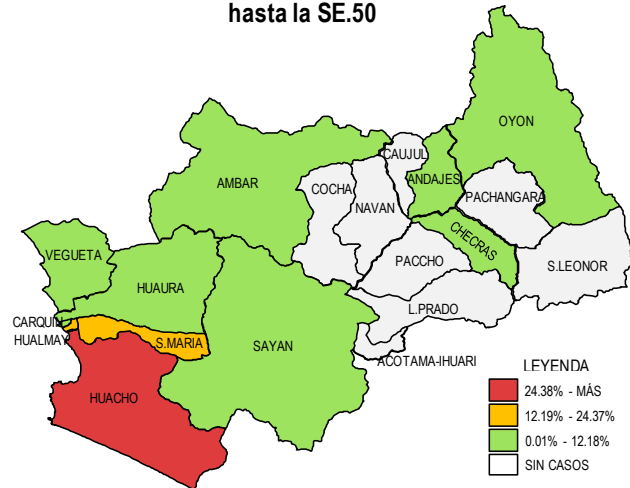 hasta la SE.50
OYON
CAUJUL
ANDAJES
AMBAR
COCHA
PACHANGARA
NAVAN
CHECRAS
VEGUETA
PACCHO
S.LEONOR
HUAURA
L.PRADO
CARQUIN
HUALMAY
S.MARIA
SAYAN
ACOTAMA-IHUARI
HUACHO
LEYENDA
24.38% - MÁS
12.19% - 24.37%
0.01% - 12.18%
SIN CASOS